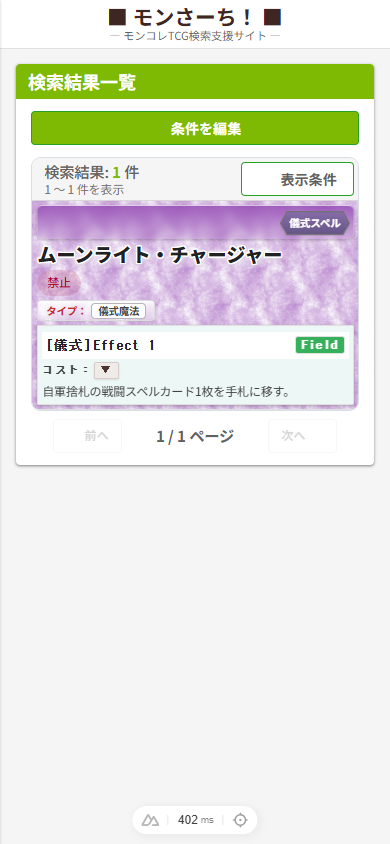 ■ モンさーち！ ■
― モンコレTCG検索支援サイト ―
検索結果一覧
条件を編集
検索結果: 1 件
1 ～ 1 件を表示
表示条件
儀式スペル
ムーンライト・チャージャー
禁止
タイプ： 儀式魔法
[儀式]Effect 1 Field
コスト： ▼
自軍捨札の戦闘スペルカード1枚を手札に移す。
前へ 1 / 1 ページ 次へ
402 ms